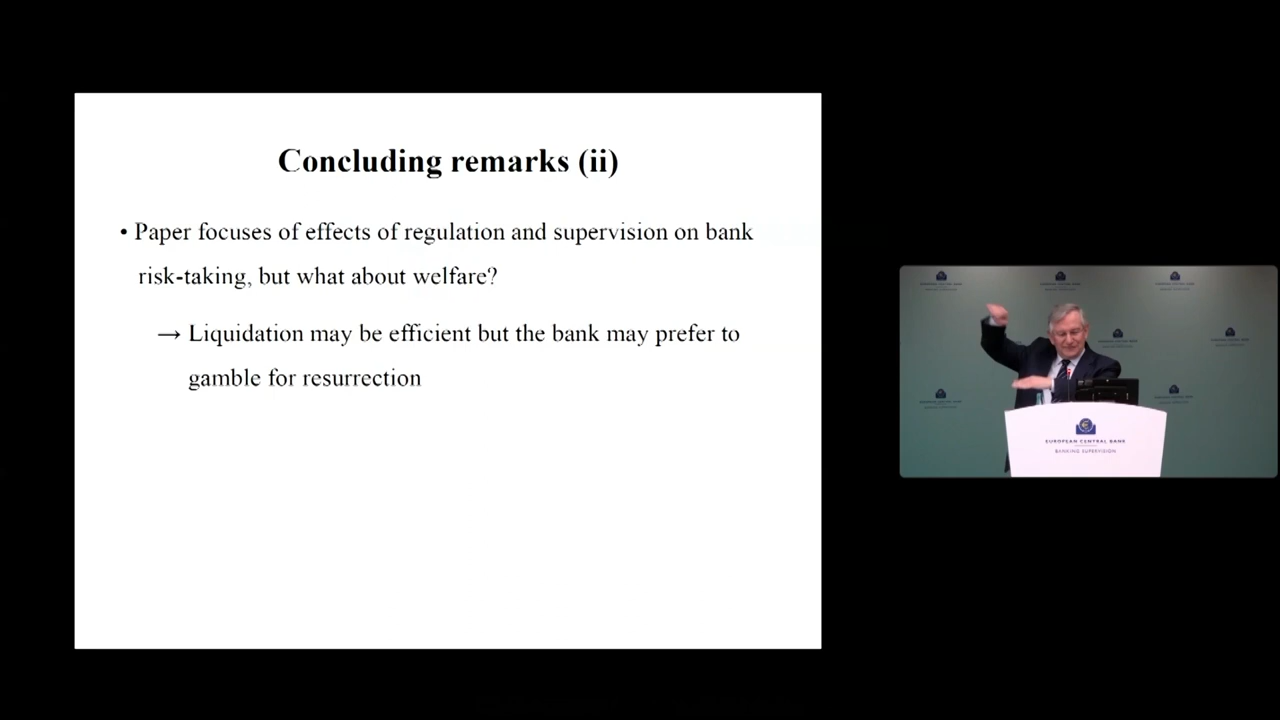 Concluding remarks (ii)
• Paper focuses of effects of regulation and supervision on bank
risk-taking, but what about welfare?
→ Liquidation may be efficient but the bank may prefer to
gamble for resurrection
EUROPEAN CENTRAL BANK
BANKING SUPERVISION